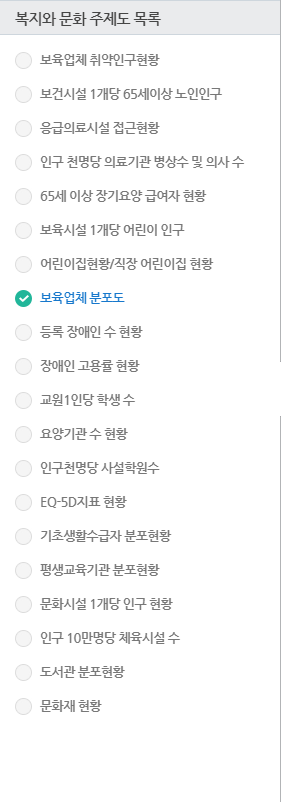 복지와 문화 주제도 목록
보육업체 취약인구현황
보건시설 1개당 65세이상 노인인구
응급의료시설 접근현황
인구 천명당 의료기관 병상수 및 의사 수
65세 이상 장기요양 급여자 현황
보육시설 1개당 어린이 인구
어린이집현황/직장 어린이집 현황
보육업체 분포도
등록 장애인 수 현황
장애인 고용률 현황
교원1인당 학생 수
요양기관 수 현황
인구천명당 사설학원수
EQ-5D지표 현황
기초생활수급자 분포현황
평생교육기관 분포현황
문화시설 1개당 인구 현황
인구 10만명당 체육시설 수
도서관 분포현황
문화재 현황